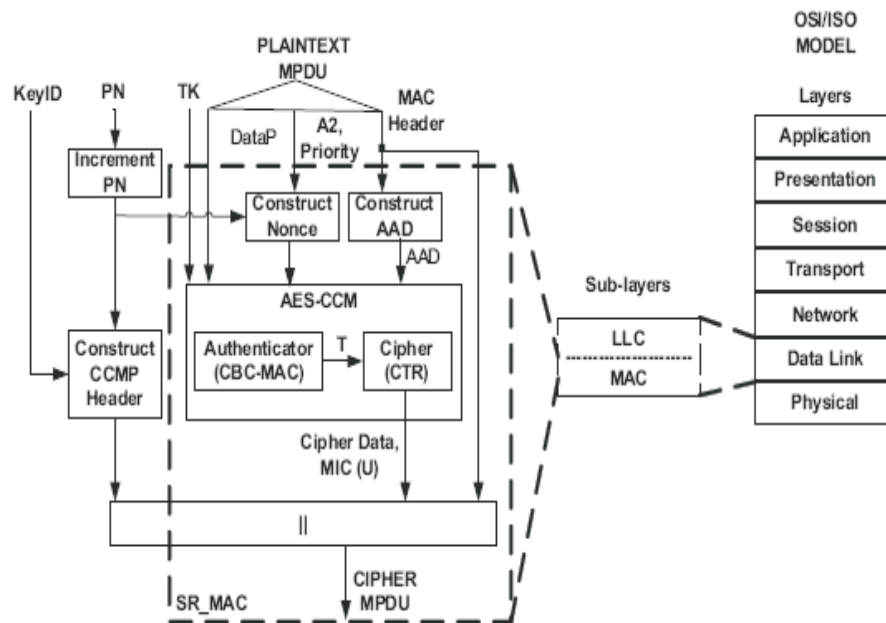 OSI/ISO
MODEL
PLAINTEXT
MPDU
KeyID
PN
TK
MAC
Header
Layers
DataP
A2,
Priority
Application
Increment
PN
Presentation
Construct
Nonce
Construct
AAD
Session
AAD
Transport
AES-CCM
Sub-layers
Network
Authenticator
(CBC-MAC)
T
Cipher
(CTR)
LLC
MAC
Construct
CCMP
Header
Data Link
Physical
Cipher Data,
MIC (U)
||
CIPHER
MPDU
SR_MAC